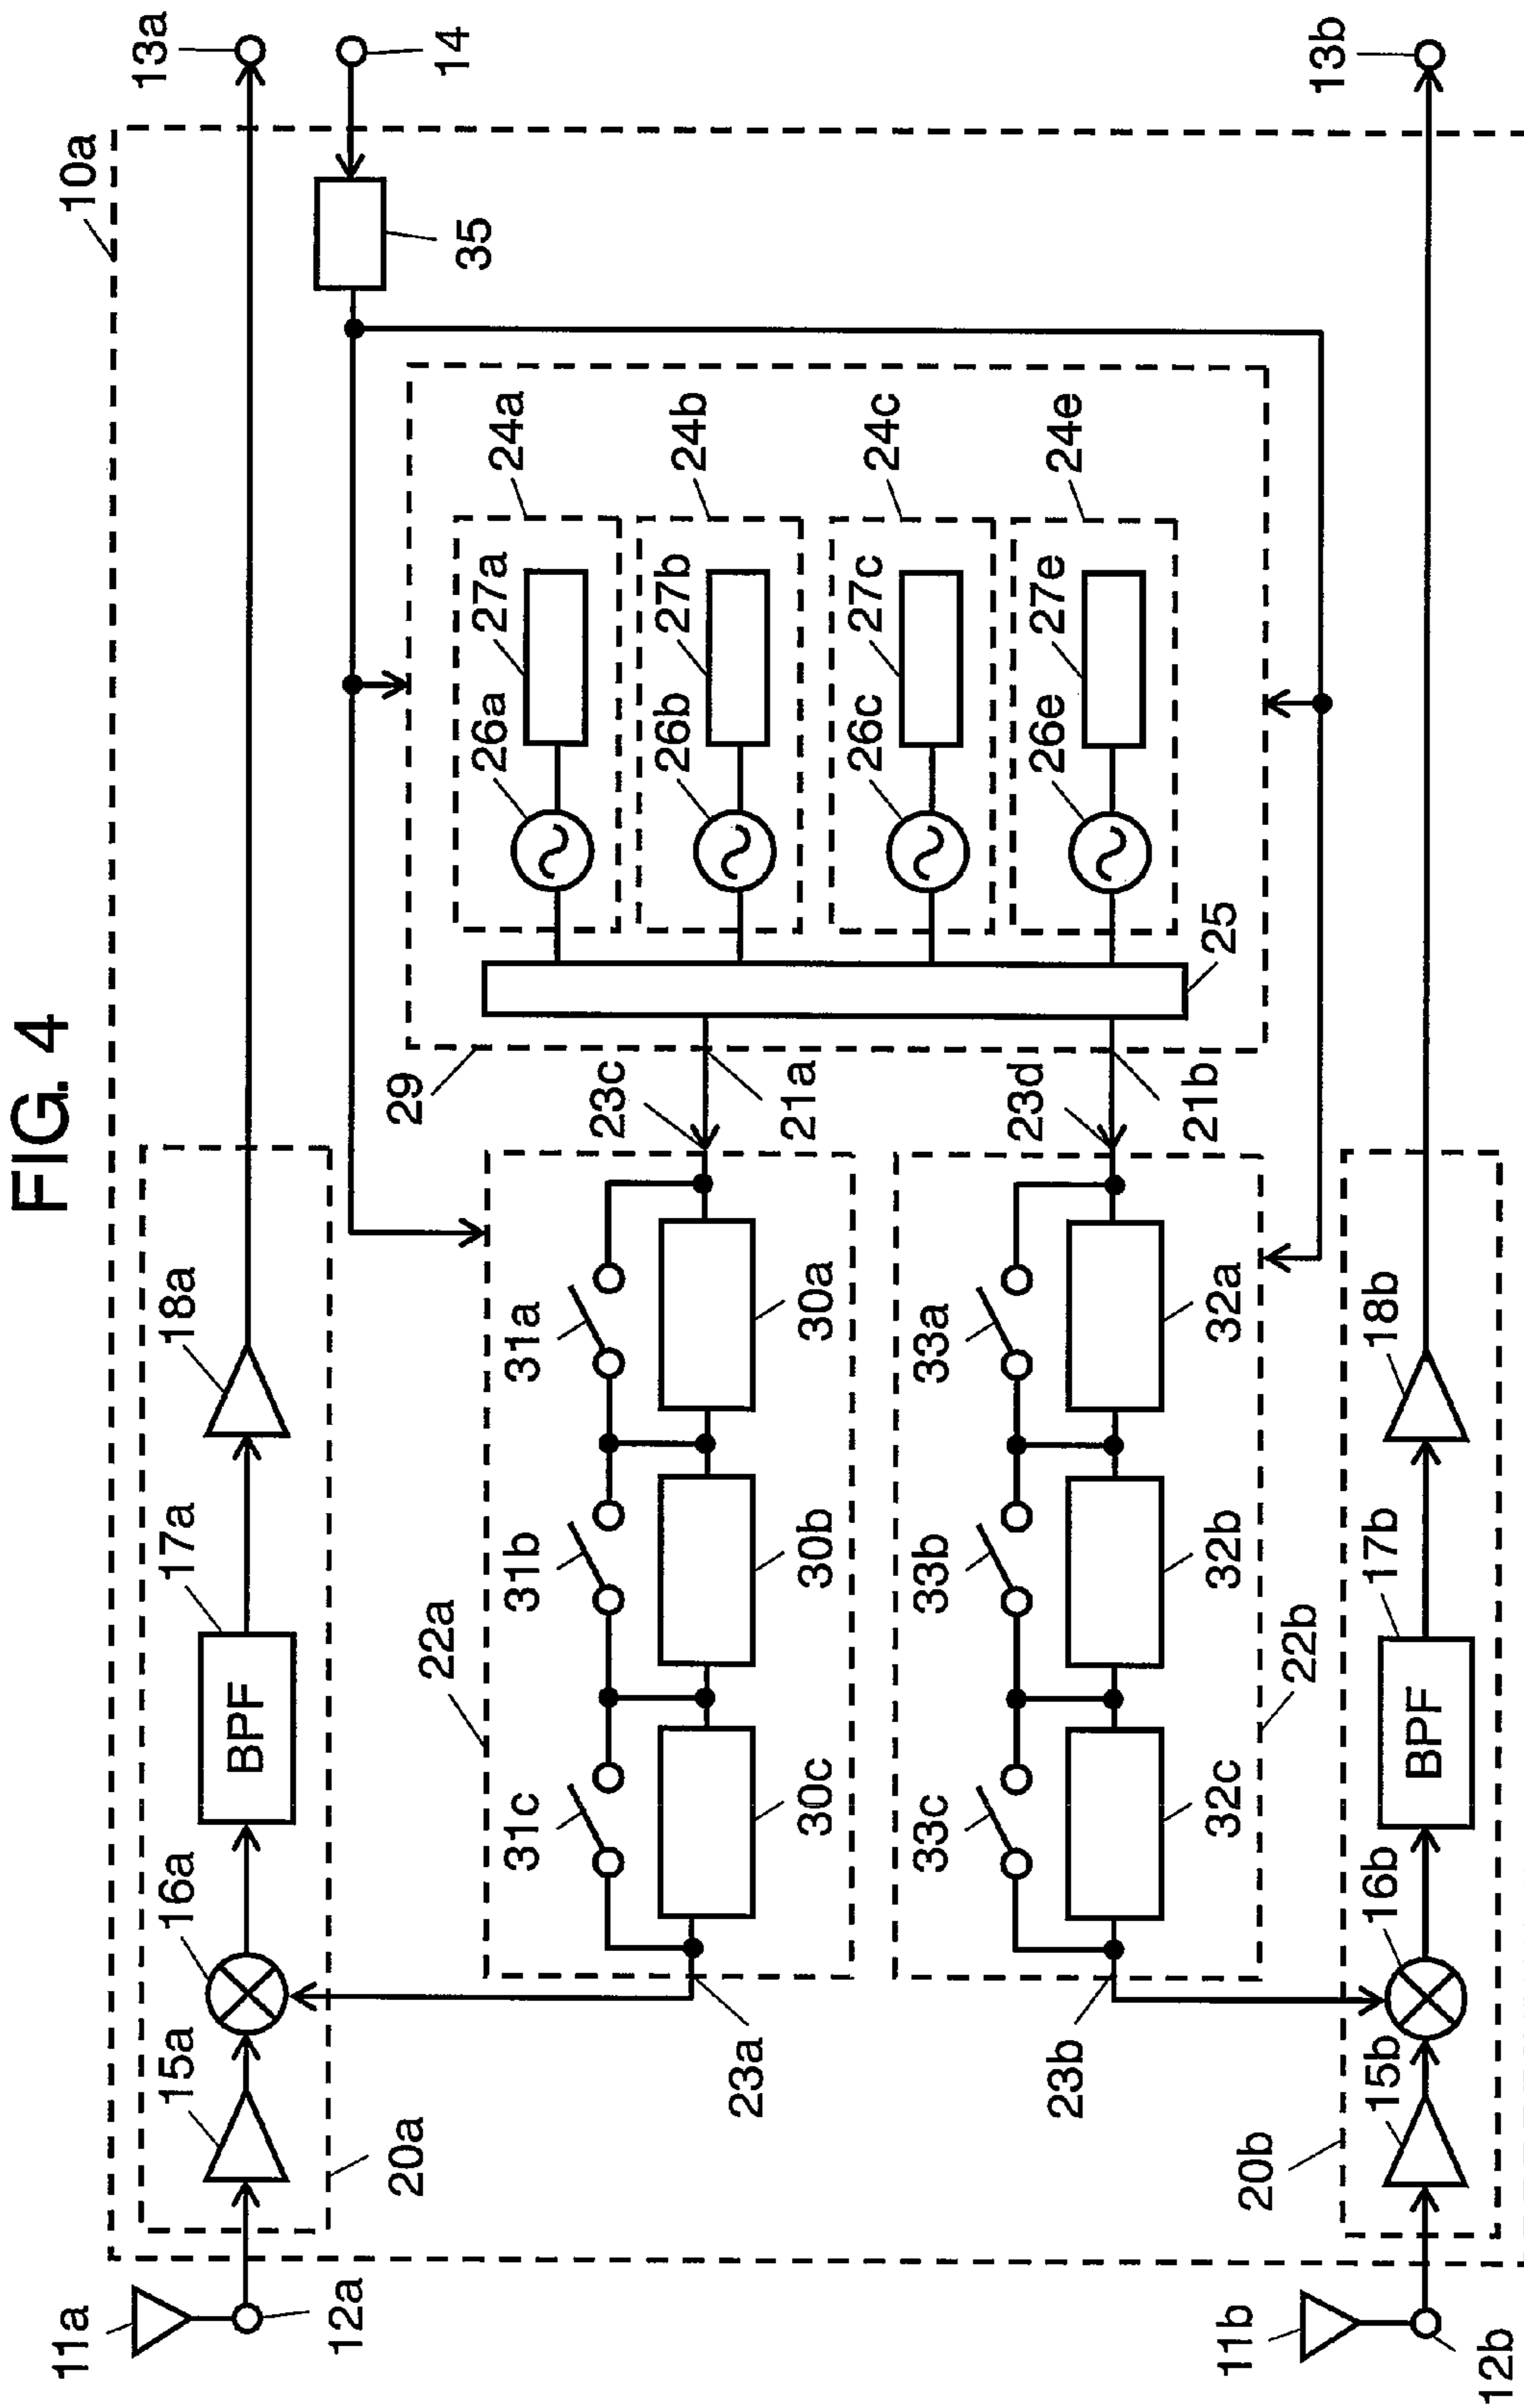 FIG. 4
11a
12a
20a
15a
16a
17a
BPF
18a
10a
13a
14
35
29
24a
26a
27a
24b
26b
27b
24c
26c
27c
24e
26e
27e
25
21a
21b
23c
23d
22a
31c
31b
31a
30c
30b
30a
23a
33c
33b
33a
32c
32b
32a
22b
23b
11b
12b
20b
15b
16b
17b
BPF
18b
13b